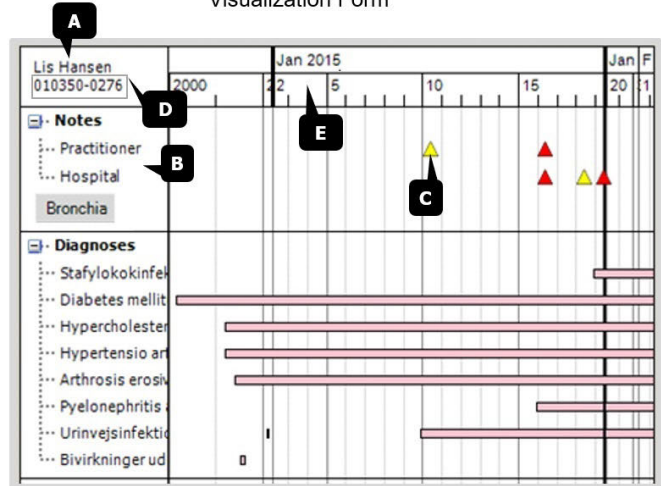 Visualization Form
A
Lis Hansen
010350-0276
D
Jan 2015
Jan F
2000 2 5 10 15 20
E
Notes
Practitioner
B
Hospital
C
Bronchia
Diagnoses
Stafylokokinfek
Diabetes mellit
Hypercholester
Hypertensio art
Arthrosis erosiv
Pyelonephritis
Urinvejsinfektio
Bivirkninger ud